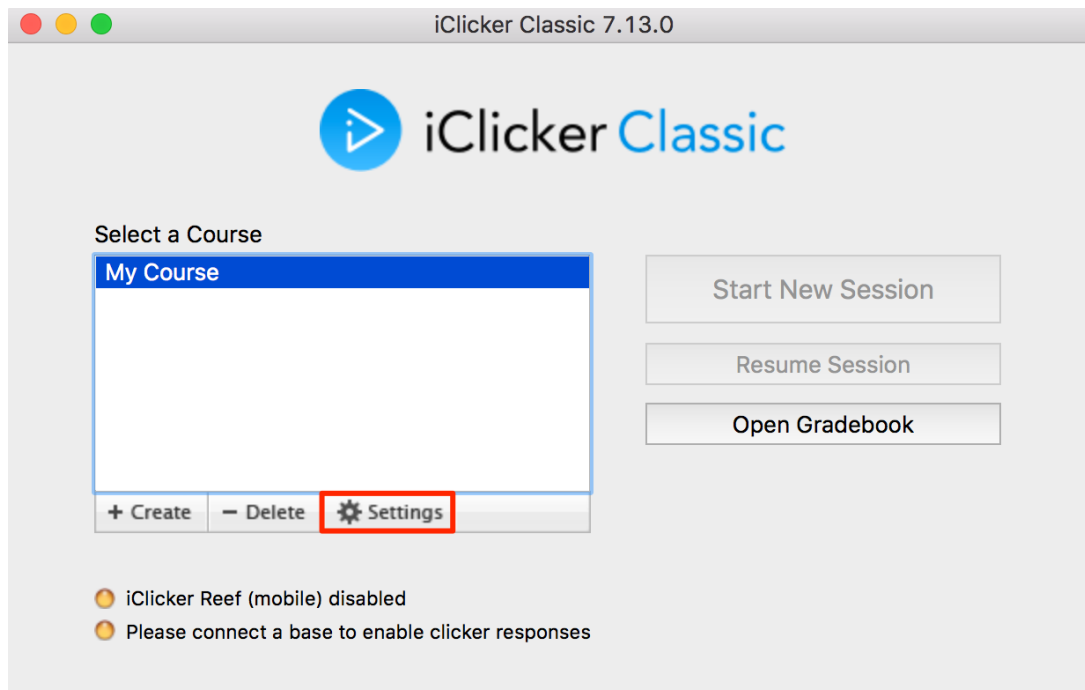 iClicker Classic 7.13.0
iClicker Classic
Select a Course
My Course
Start New Session
Resume Session
Open Gradebook
+ Create
− Delete
Settings
iClicker Reef (mobile) disabled
Please connect a base to enable clicker responses